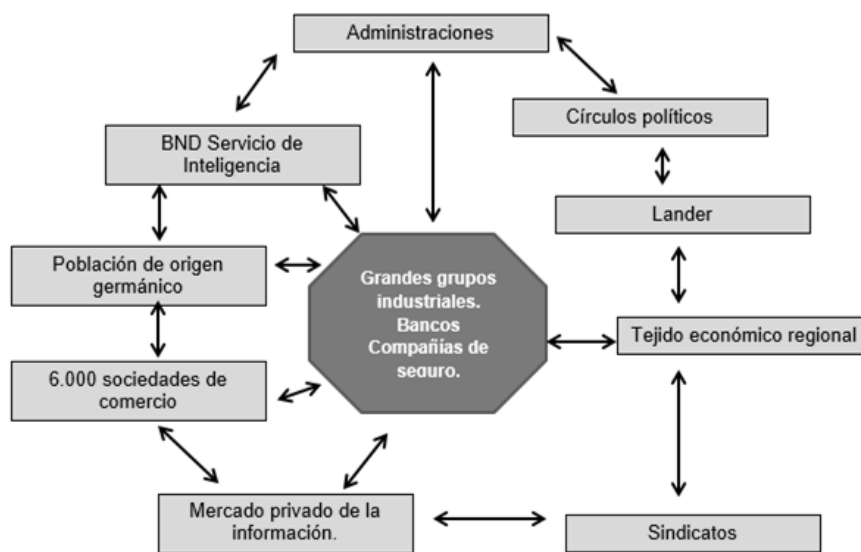 Administraciones
Círculos políticos
BND Servicio de
Inteligencia
Lander
Población de origen
germánico
Grandes grupos
industriales.
Bancos
Compañías de
seguro.
Tejido económico regional
6.000 sociedades de
comercio
Mercado privado de la
información.
Sindicatos